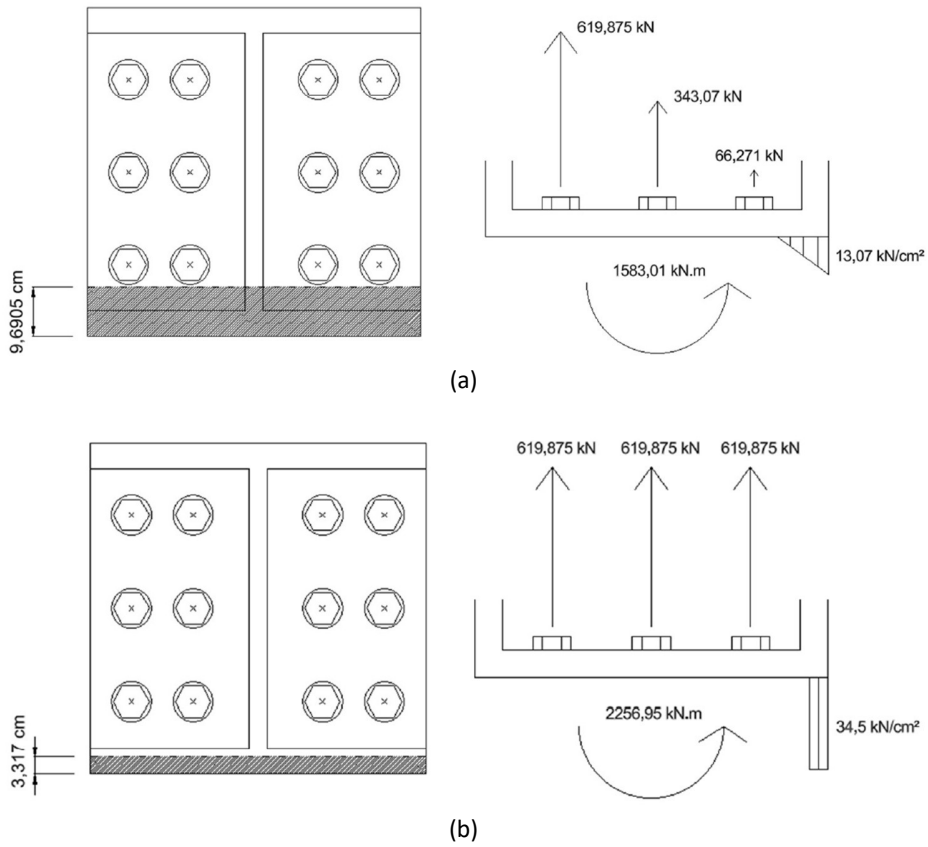 619,875 kN
343,07 kN
66,271 kN
13,07 kN/cm²
1583,01 kN.m
9,6905 cm
(a)
619,875 kN 619,875 kN 619,875 kN
2256,95 kN.m
34,5 kN/cm²
3,317 cm
(b)